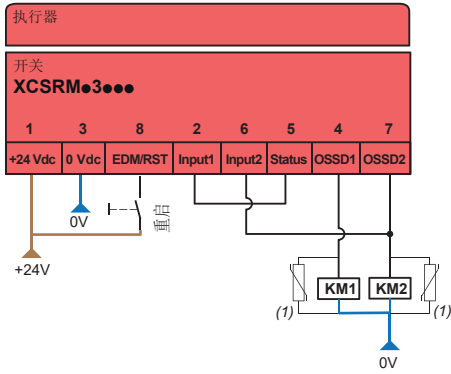 执行器
开关
XCSRM●3●●●
1 3 8 2 6 5 4 7
+24 Vdc 0 Vdc EDM/RST Input1 Input2 Status OSSD1 OSSD2
0V
重启
+24V
KM1 KM2
(1) (1)
0V